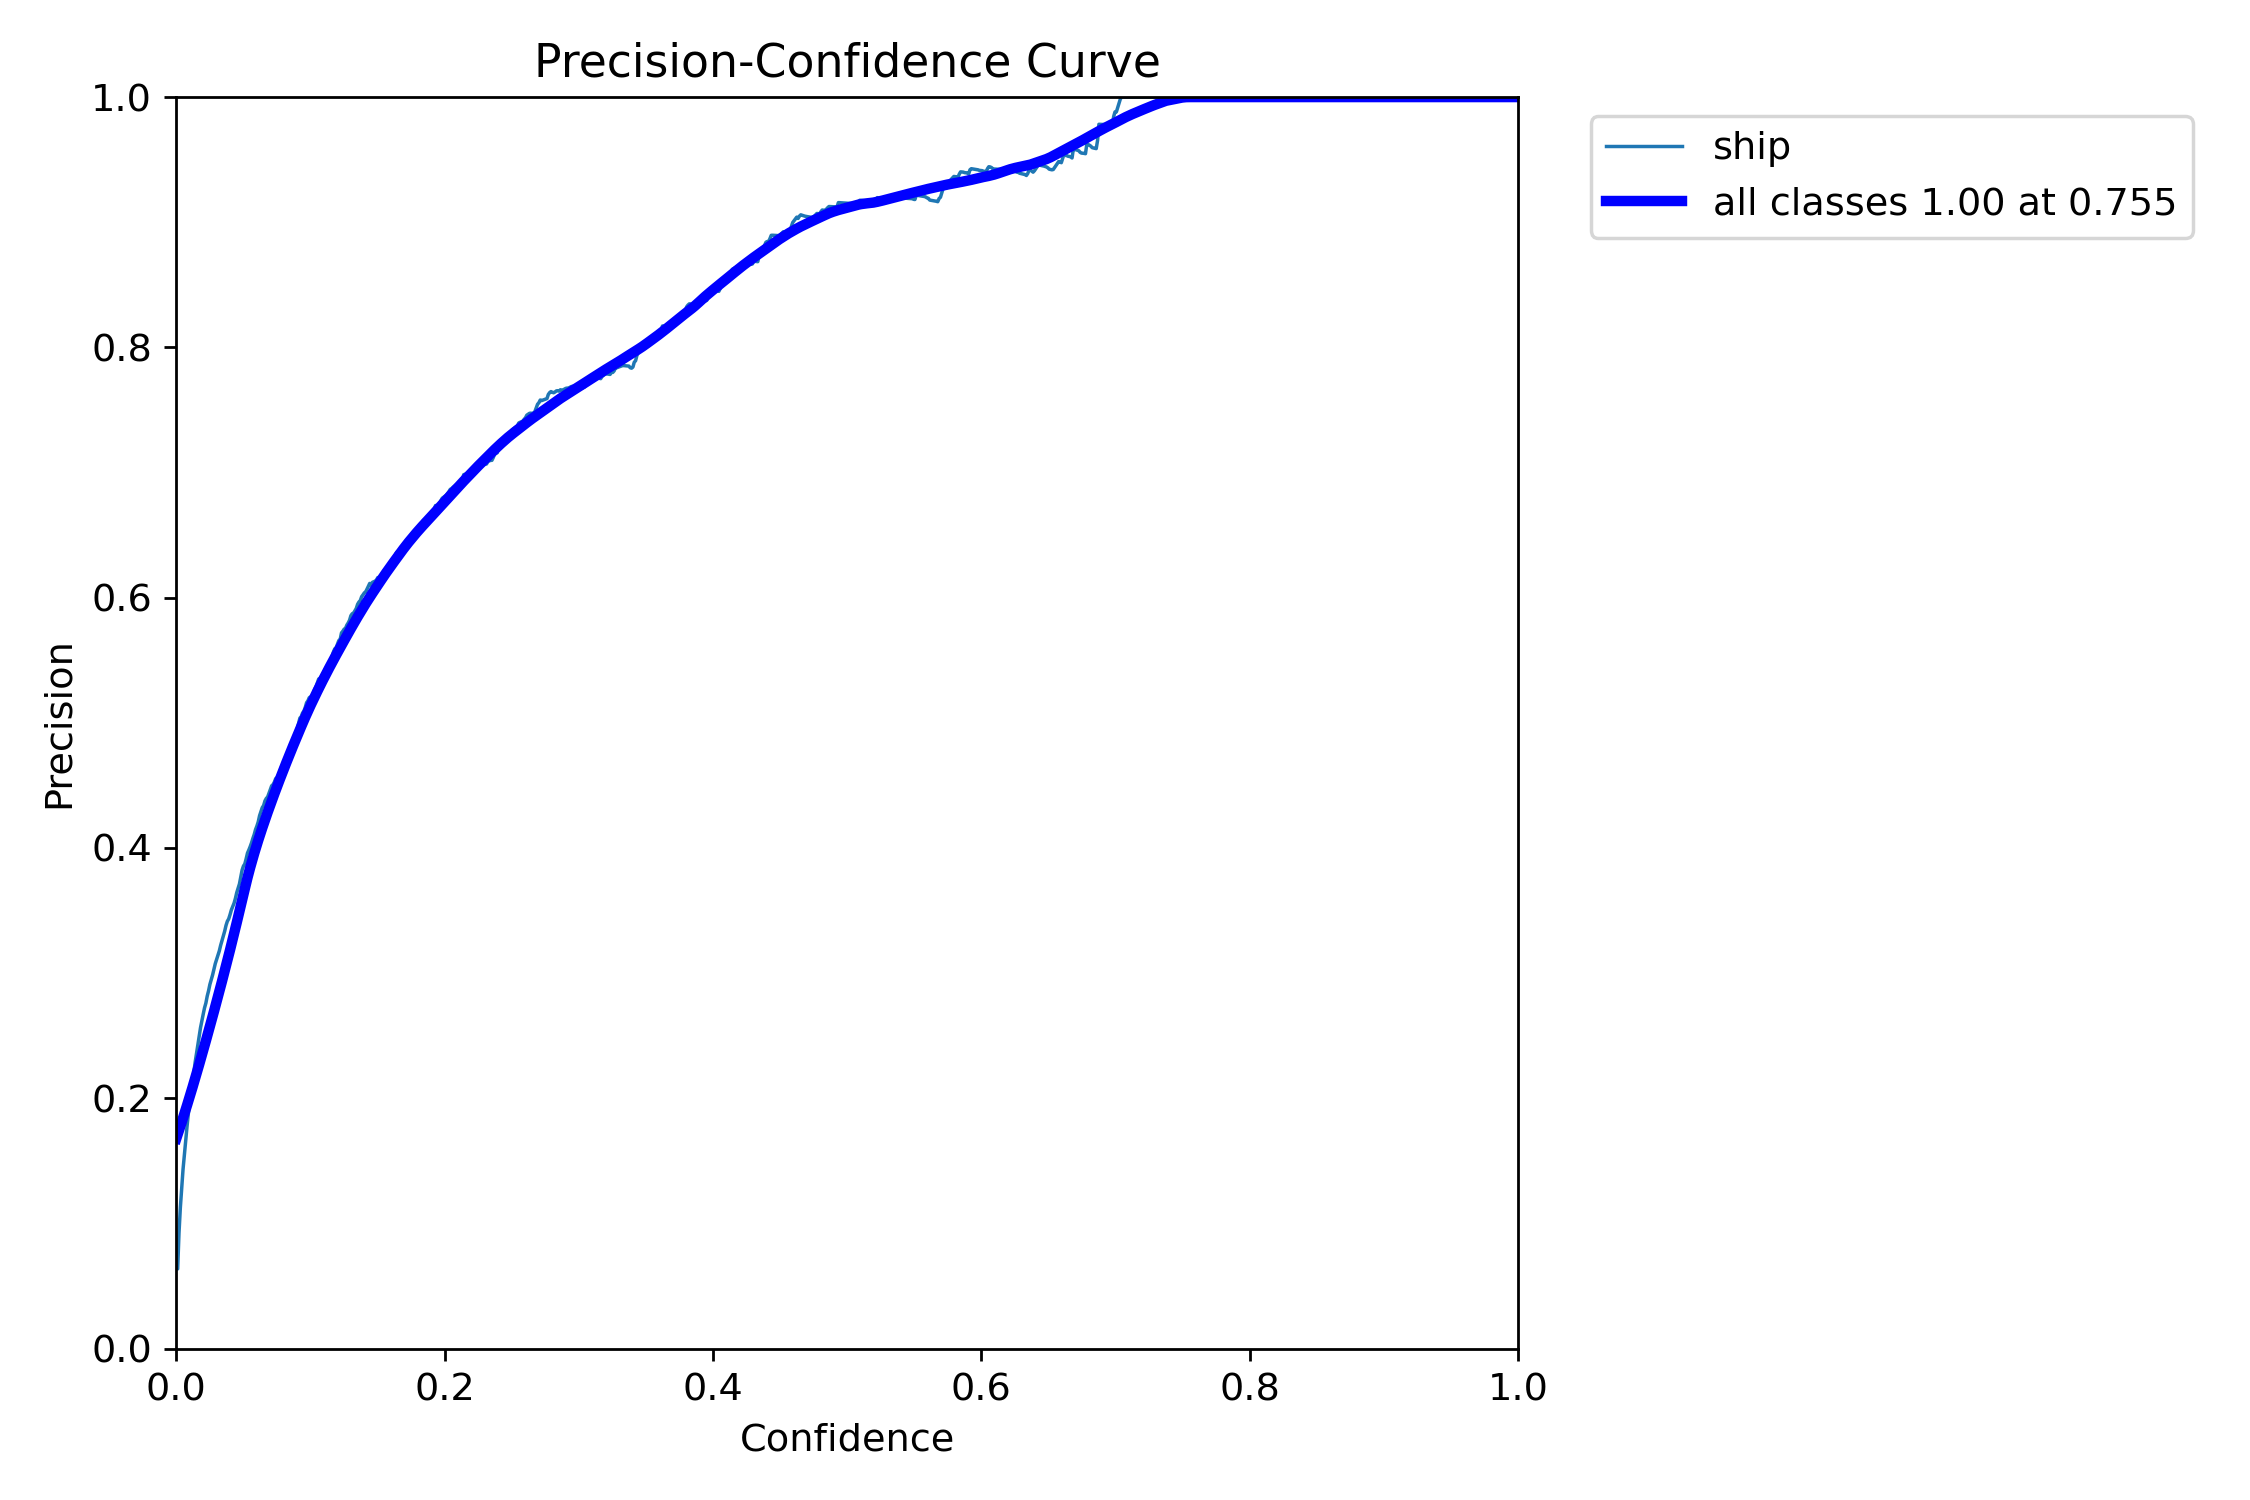 Precision-Confidence Curve
1.0
0.8
0.6
0.4
0.2
0.0
Precision
0.0 0.2 0.4 0.6 0.8 1.0
Confidence
ship
all classes 1.00 at 0.755